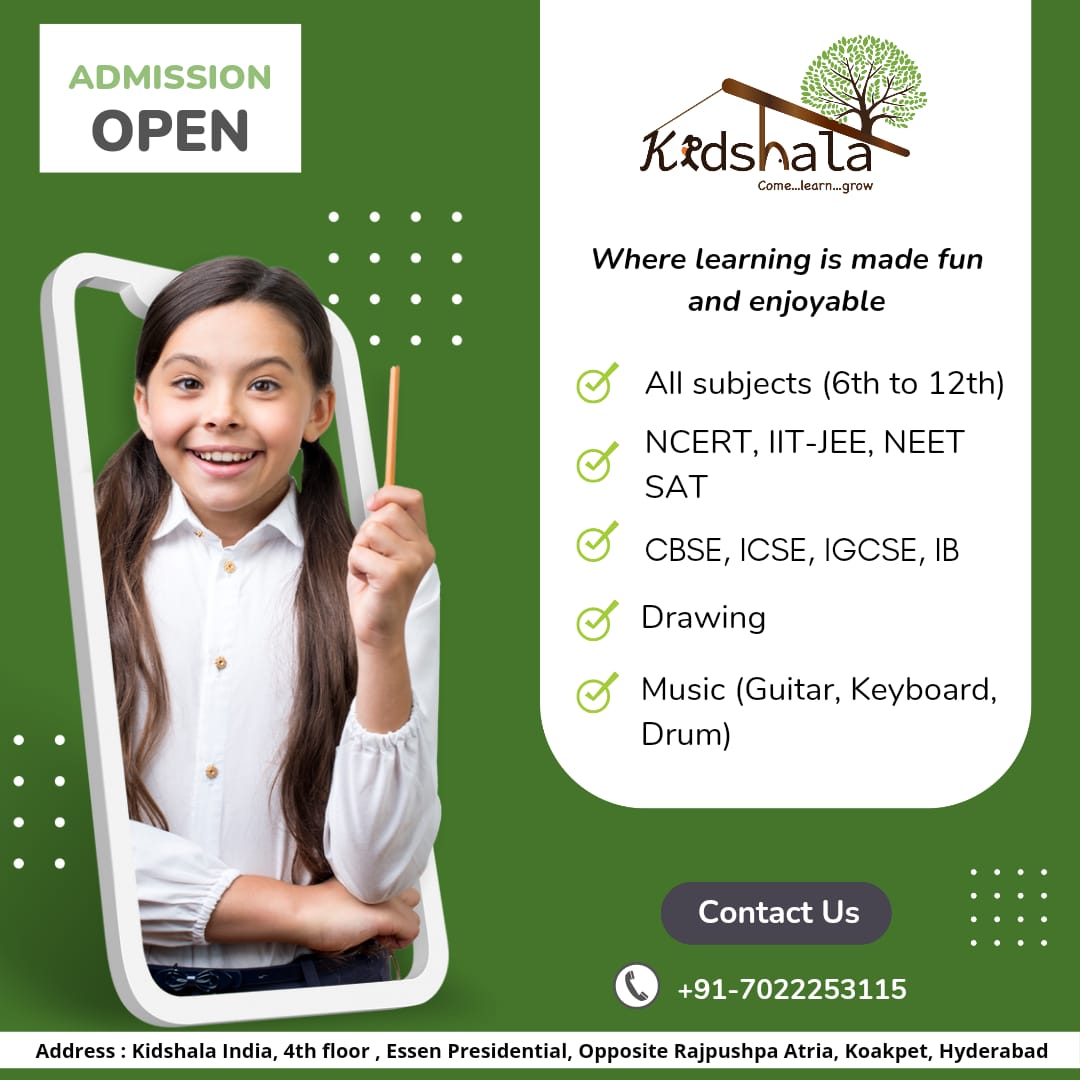 ADMISSION
OPEN
Kidshala
Come...learn...grow
Where learning is made fun
and enjoyable
All subjects (6th to 12th)
NCERT, IIT-JEE, NEET
SAT
CBSE, ICSE, IGCSE, IB
Drawing
Music (Guitar, Keyboard,
Drum)
Contact Us
+91-7022253115
Address : Kidshala India, 4th floor , Essen Presidential, Opposite Rajpushpa Atria, Koakpet, Hyderabad